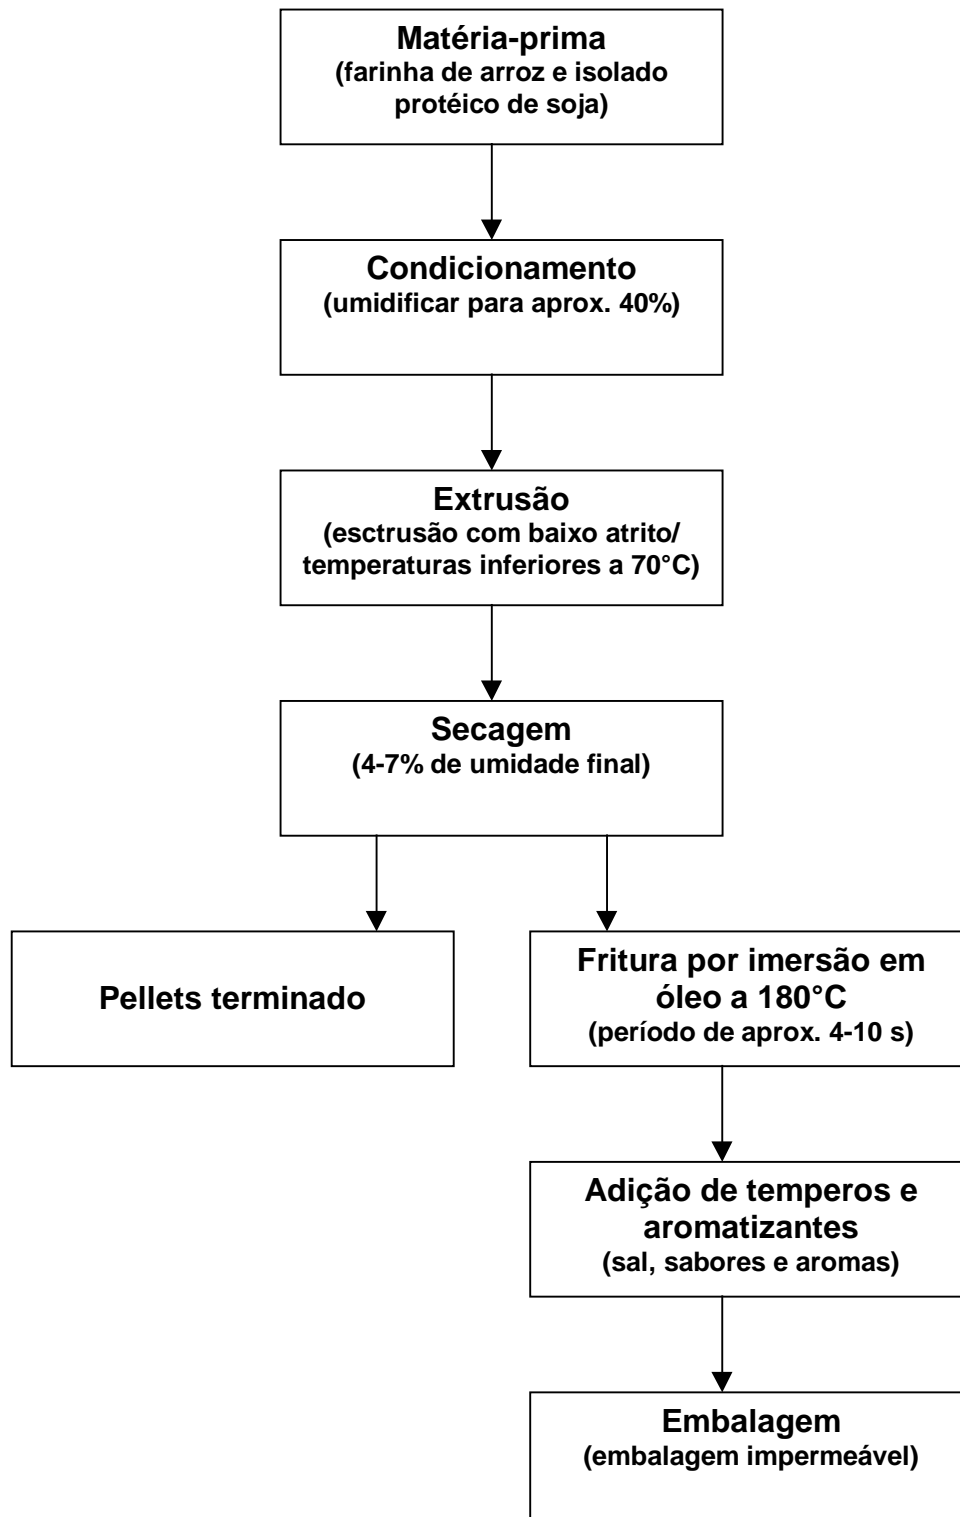 Matéria-prima
(farinha de arroz e isolado
protéico de soja)
Condicionamento
(umidificar para aprox. 40%)
Extrusão
(esctrusão com baixo atrito/
temperaturas inferiores a 70°C)
Secagem
(4-7% de umidade final)
Pellets terminado
Fritura por imersão em
óleo a 180°C
(período de aprox. 4-10 s)
Adição de temperos e
aromatizantes
(sal, sabores e aromas)
Embalagem
(embalagem impermeável)